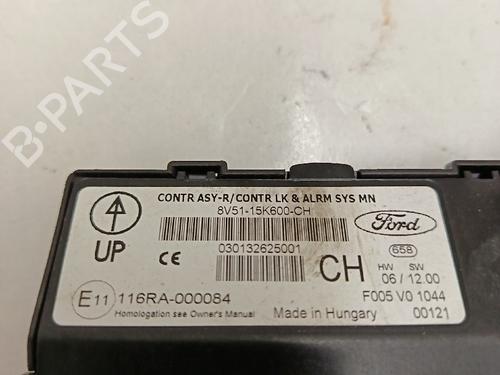 CONTR ASY-R/CONTR LK & ALRM SYS MN
8V51-15K600-CH
Ford
UP
CE
030132625001
658
CH
HW SW
06 / 12.00
E11 116RA-000084
F005 V0 1044
Homologation see Owner's Manual
Made in Hungary
00121
B-PARTS